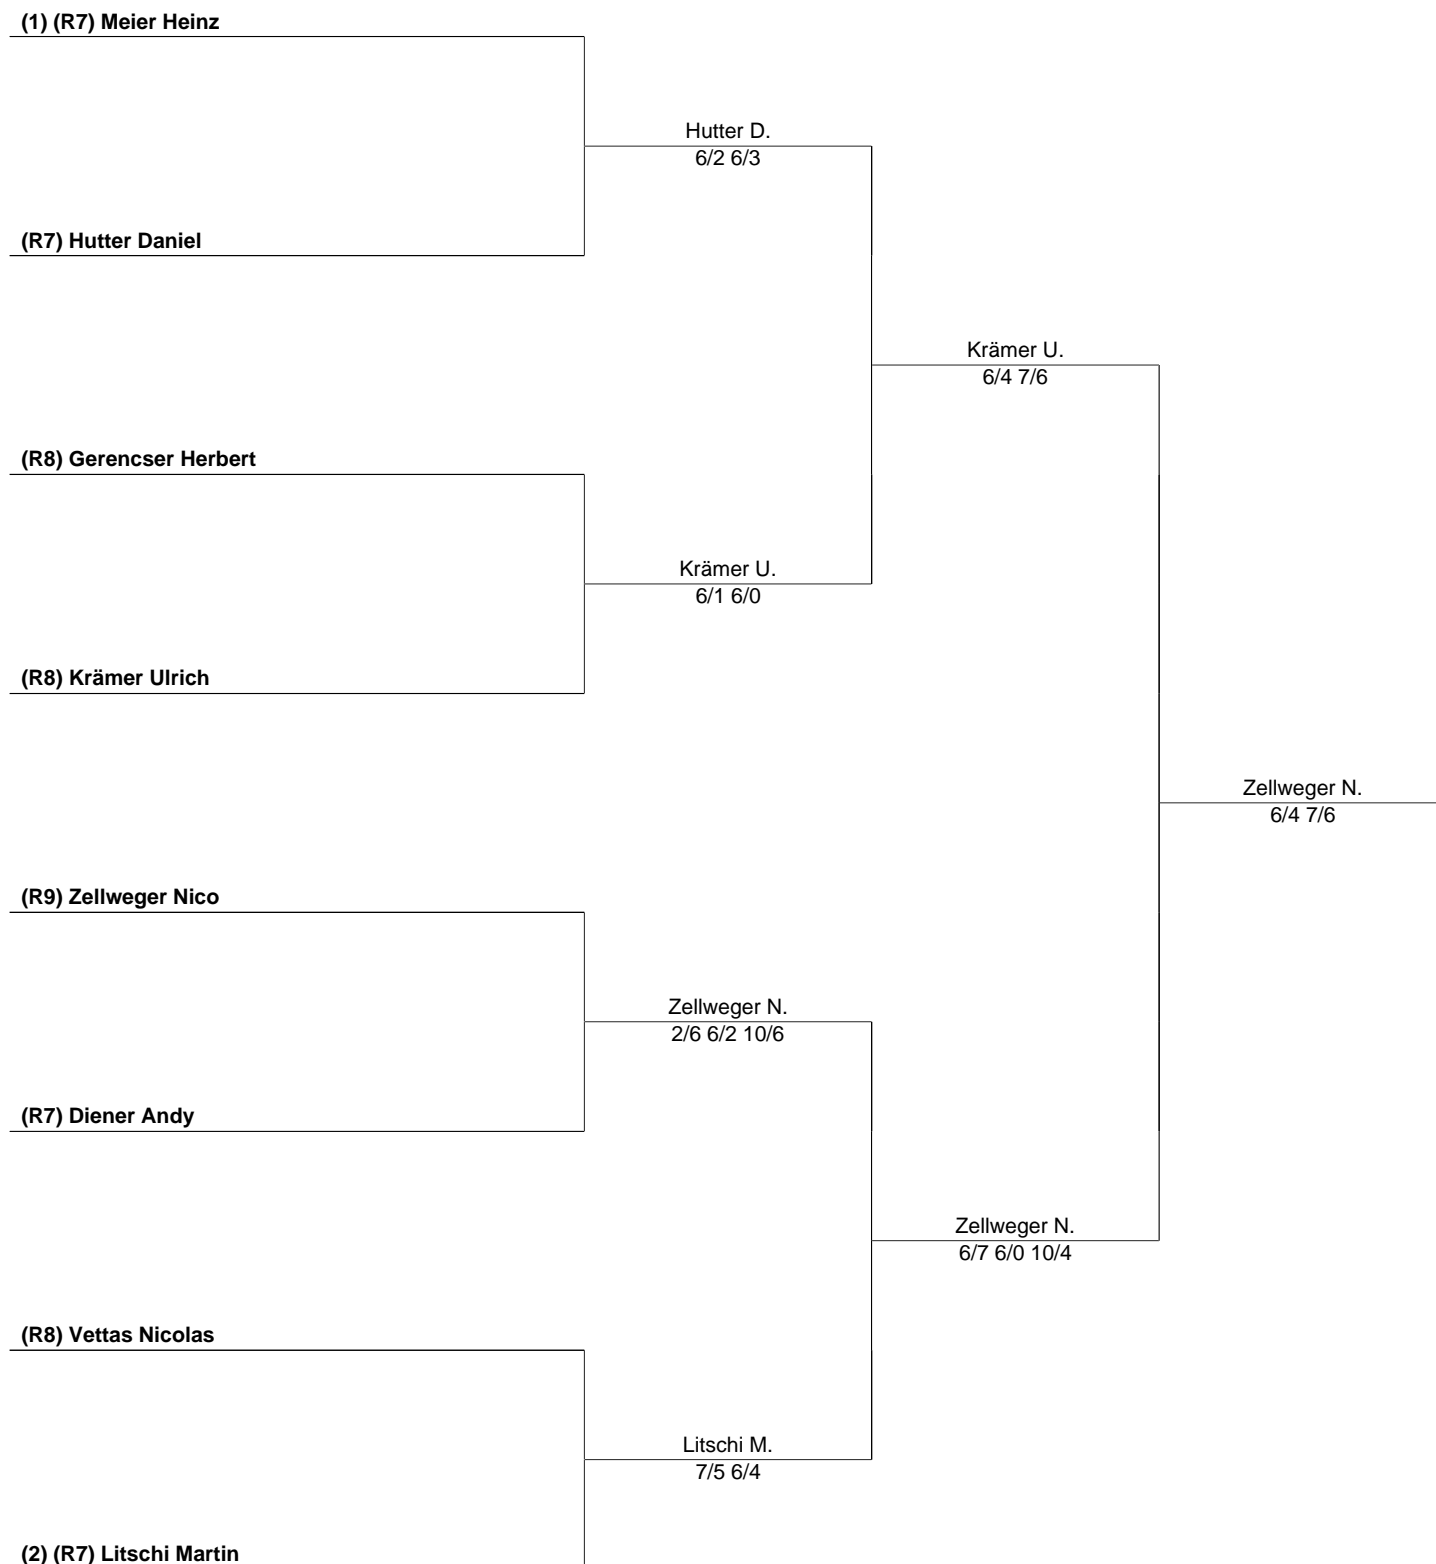 (1) (R7) Meier Heinz
Hutter D.
6/2 6/3
(R7) Hutter Daniel
Krämer U.
6/4 7/6
(R8) Gerencser Herbert
Krämer U.
6/1 6/0
(R8) Krämer Ulrich
Zellweger N.
6/4 7/6
(R9) Zellweger Nico
Zellweger N.
2/6 6/2 10/6
(R7) Diener Andy
Zellweger N.
6/7 6/0 10/4
(R8) Vettas Nicolas
Litschi M.
7/5 6/4
(2) (R7) Litschi Martin